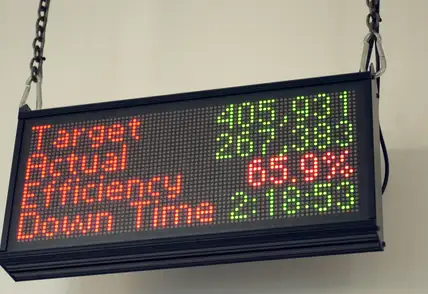 Target 405,931
Actual 267,383
Efficiency 65.9%
Down Time 2:18:53